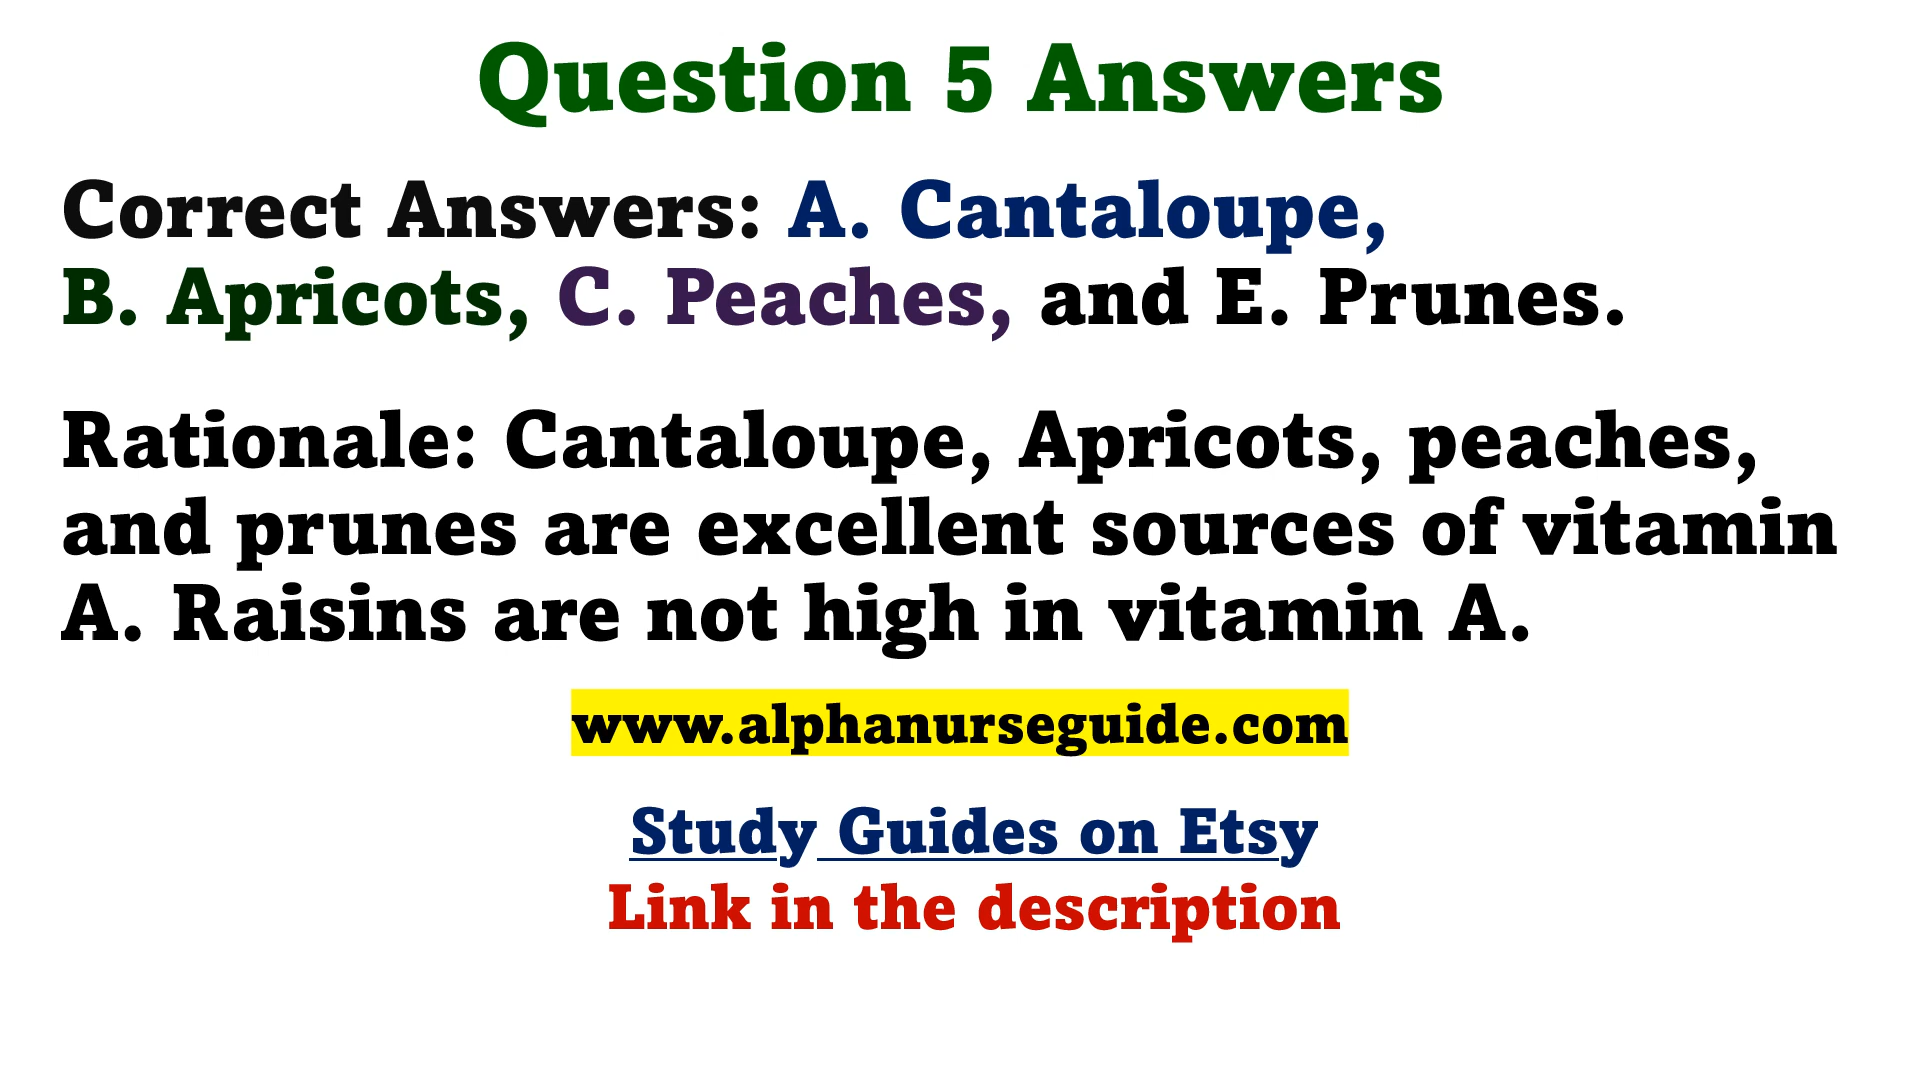 Question 5 Answers
Correct Answers: A. Cantaloupe,
B. Apricots, C. Peaches, and E. Prunes.
Rationale: Cantaloupe, Apricots, peaches,
and prunes are excellent sources of vitamin
A. Raisins are not high in vitamin A.
www.alphanurseguide.com
Study Guides on Etsy
Link in the description